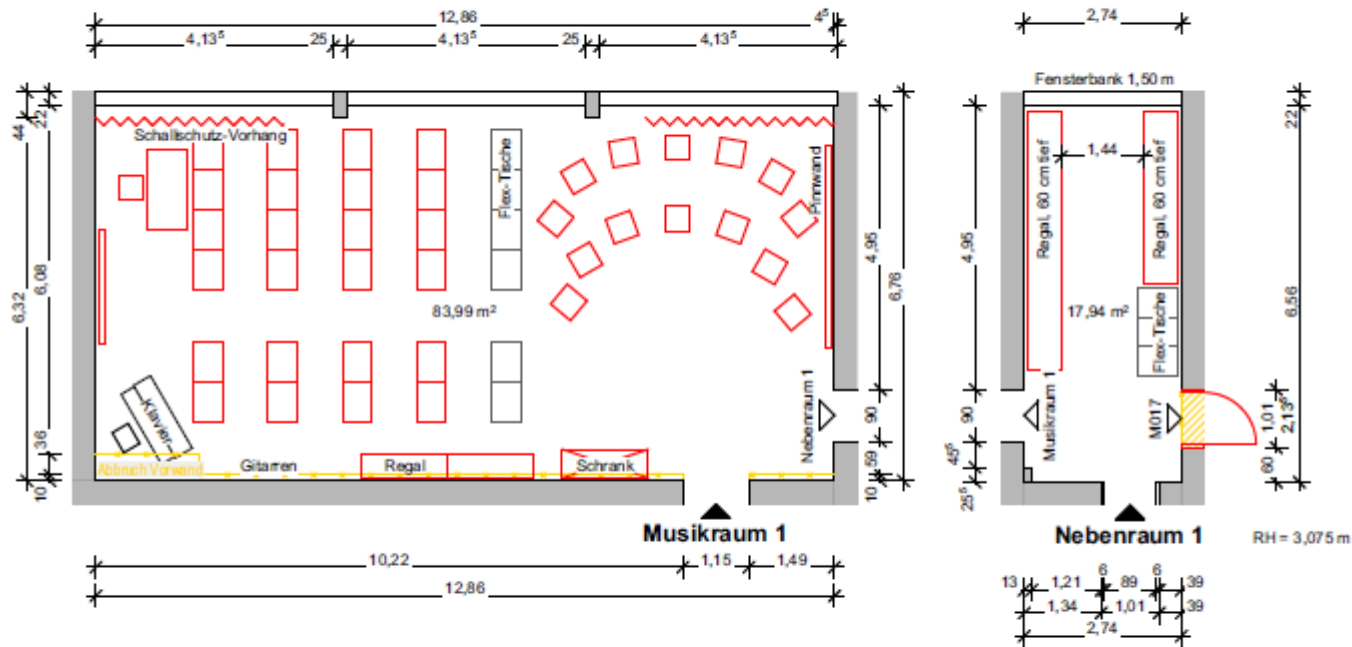 12,86
4⁵
4,13⁵
25
4,13⁵
25
4,13⁵
2,74
Fensterbank 1,50 m
44
22
6,32
6,08
36
10
Schallschutz-Vorhang
Flex-Tische
Pinnwand
83,99 m²
Klavier
Abbruch Vorwand
Gitarren
Regal
Schrank
Nebenraum 1
4,95
6,76
90
59
10
Musikraum 1
10,22
1,15
1,49
12,86
4,95
90
45⁵
25⁵
Regal, 60 cm tief
1,44
Regal, 60 cm tief
17,94 m²
Flex-Tische
Musikraum 1
M017
22
6,56
1,01
2,13⁵
60
Nebenraum 1
RH = 3,075 m
13
1,21
6
89
6
39
1,34
1,01
39
2,74